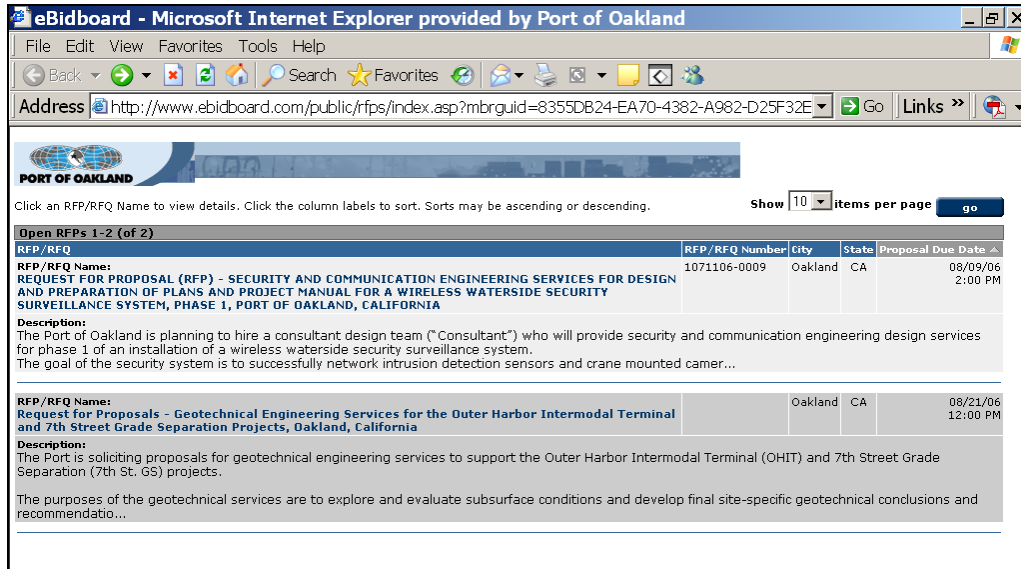 eBidboard - Microsoft Internet Explorer provided by Port of Oakland
File Edit View Favorites Tools Help
Back Search Favorites
Address http://www.ebidboard.com/public/rfps/index.asp?mbrguid=8355DB24-EA70-4382-A982-D25F32E Go Links »
PORT OF OAKLAND
Click an RFP/RFQ Name to view details. Click the column labels to sort. Sorts may be ascending or descending. Show 10 items per page go
Open RFPs 1-2 (of 2)
RFP/RFQ RFP/RFQ Number City State Proposal Due Date
RFP/RFQ Name: 1071106-0009 Oakland CA 08/09/06
REQUEST FOR PROPOSAL (RFP) - SECURITY AND COMMUNICATION ENGINEERING SERVICES FOR DESIGN 2:00 PM
AND PREPARATION OF PLANS AND PROJECT MANUAL FOR A WIRELESS WATERSIDE SECURITY
SURVEILLANCE SYSTEM, PHASE 1, PORT OF OAKLAND, CALIFORNIA
Description:
The Port of Oakland is planning to hire a consultant design team ("Consultant") who will provide security and communication engineering design services
for phase 1 of an installation of a wireless waterside security surveillance system.
The goal of the security system is to successfully network intrusion detection sensors and crane mounted camer...
RFP/RFQ Name: Oakland CA 08/21/06
Request for Proposals - Geotechnical Engineering Services for the Outer Harbor Intermodal Terminal 12:00 PM
and 7th Street Grade Separation Projects, Oakland, California
Description:
The Port is soliciting proposals for geotechnical engineering services to support the Outer Harbor Intermodal Terminal (OHIT) and 7th Street Grade
Separation (7th St. GS) projects.
The purposes of the geotechnical services are to explore and evaluate subsurface conditions and develop final site-specific geotechnical conclusions and
recommendatio...